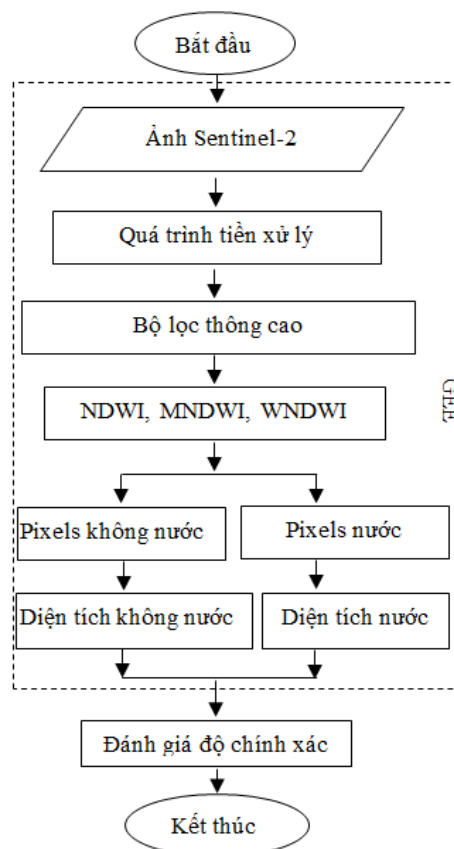 Bắt đầu
Ảnh Sentinel-2
Quá trình tiền xử lý
Bộ lọc thông cao
NDWI, MNDWI, WNDWI
GEE
Pixels không nước
Pixels nước
Diện tích không nước
Diện tích nước
Đánh giá độ chính xác
Kết thúc